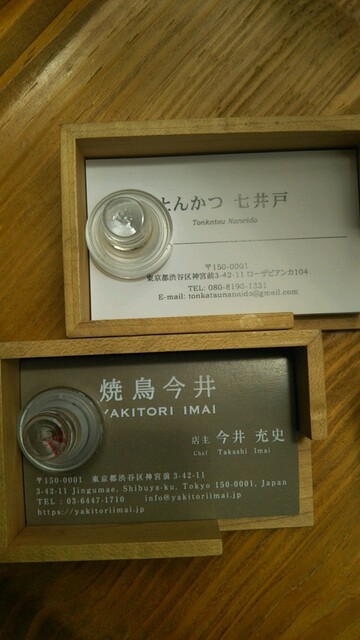 とんかつ 七井戸
Tonkatsu Nanaido
〒150-0001
東京都渋谷区神宮前3-42-11 ローザビアンカ104
TEL: 080-8190-1331
E-mail: tonkatsunanaido@gmail.com
焼鳥今井
YAKITORI IMAI
店主 今井 充史
Chef Takashi Imai
〒150-0001 東京都渋谷区神宮前3-42-11
3-42-11 Jingumae, Shibuya-ku, Tokyo 150-0001, Japan
TEL : 03-6447-1710 info@yakitoriimai.jp
https://yakitoriimai.jp